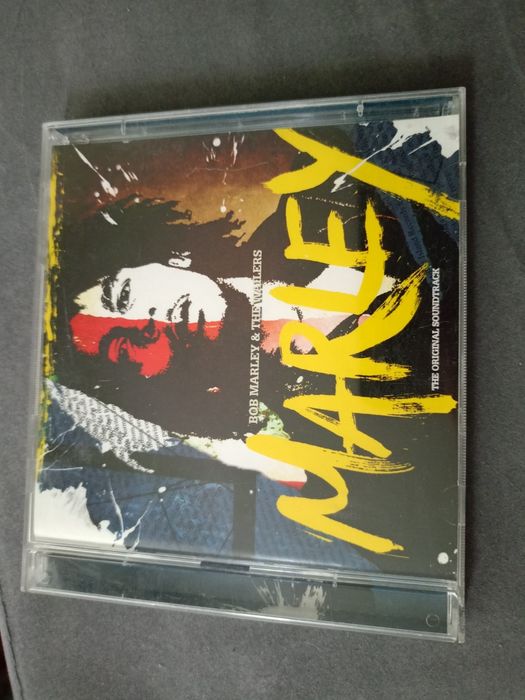 BOB MARLEY & THE WAILERS
MARLEY
THE ORIGINAL SOUNDTRACK